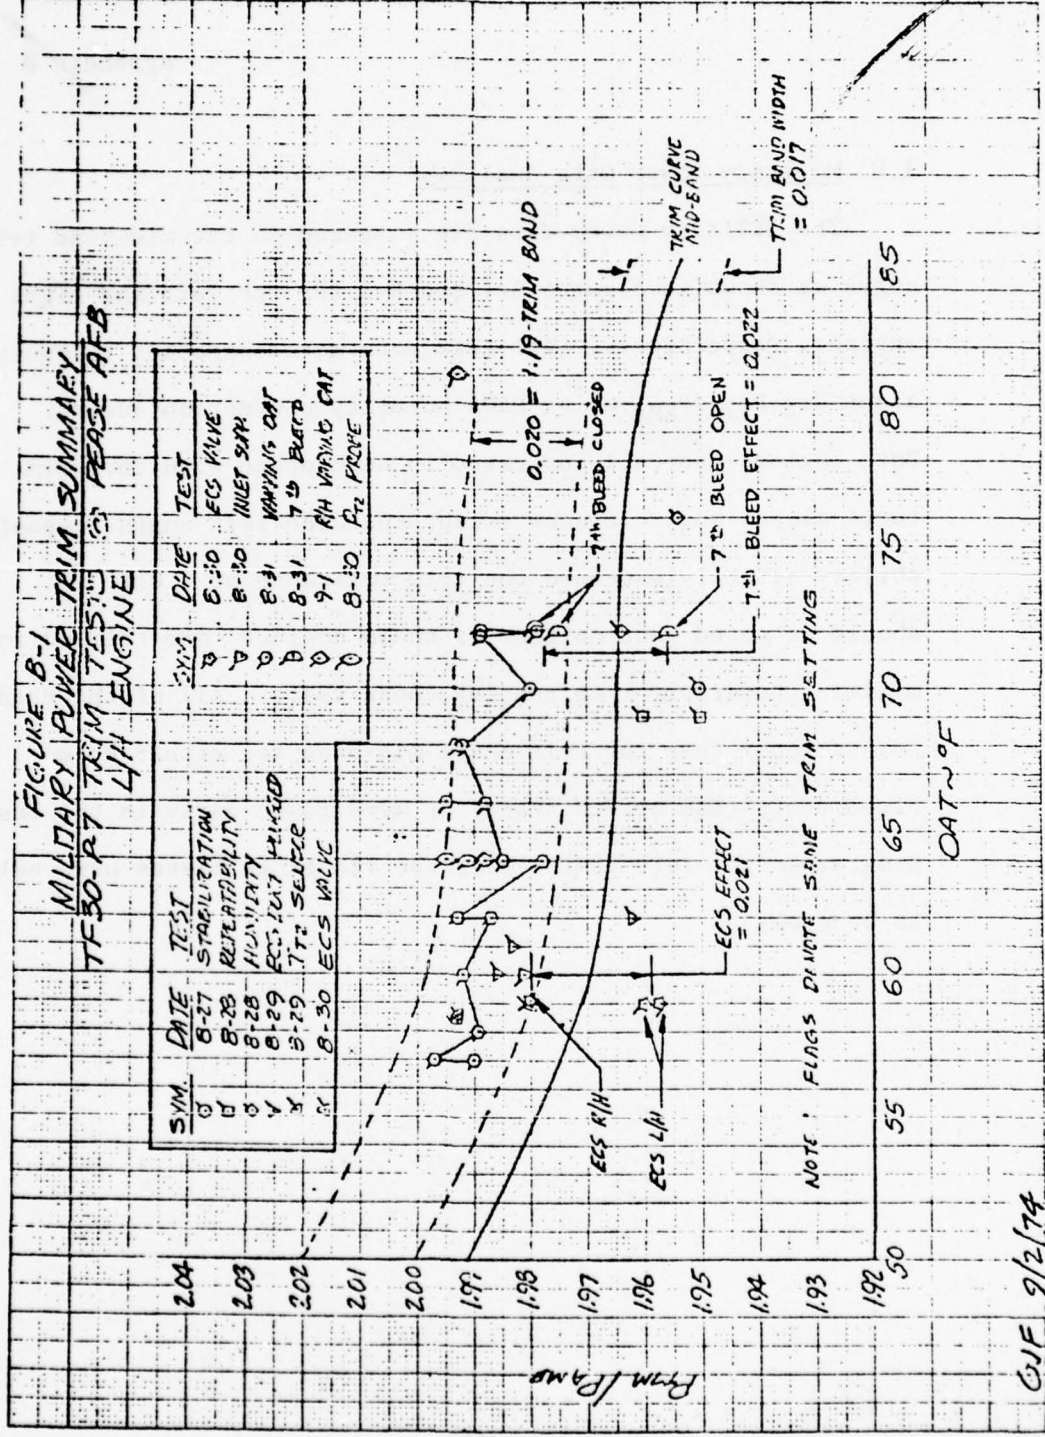 FIGURE B-1
MILITARY POWER TRIM SUMMARY
TF30-P7 TRIM TESTS @ PEASE AFB
L/H ENGINE
SYM. DATE TEST
8-27 STABILIZATION
8-28 REPEATABILITY
8-28 HUMIDITY
8-29 ECS
8-29 TT2 SENSOR
8-30 ECS VALVE
SYM DATE TEST
8-30 ECS VALVE
8-30 INLET
8-31 VARYING OAT
8-31 7th BLEED
9-1 R/H VARYING OAT
8-30 PT2 PROBE
2.04
2.03
2.02
2.01
2.00
1.99
1.98
1.97
1.96
1.95
1.94
1.93
1.92
0.020 = 1.19-TRIM BAND
7th BLEED CLOSED
TRIM CURVE
MID-BAND
TRIM BAND WIDTH
= 0.017
7th BLEED OPEN
7th BLEED EFFECT = 0.022
ECS EFFECT
= 0.021
ECS R/H
ECS L/H
NOTE: FLAGS DENOTE SAME TRIM SETTING
50 55 60 65 70 75 80 85
OAT~°F
GJF 9/2/74